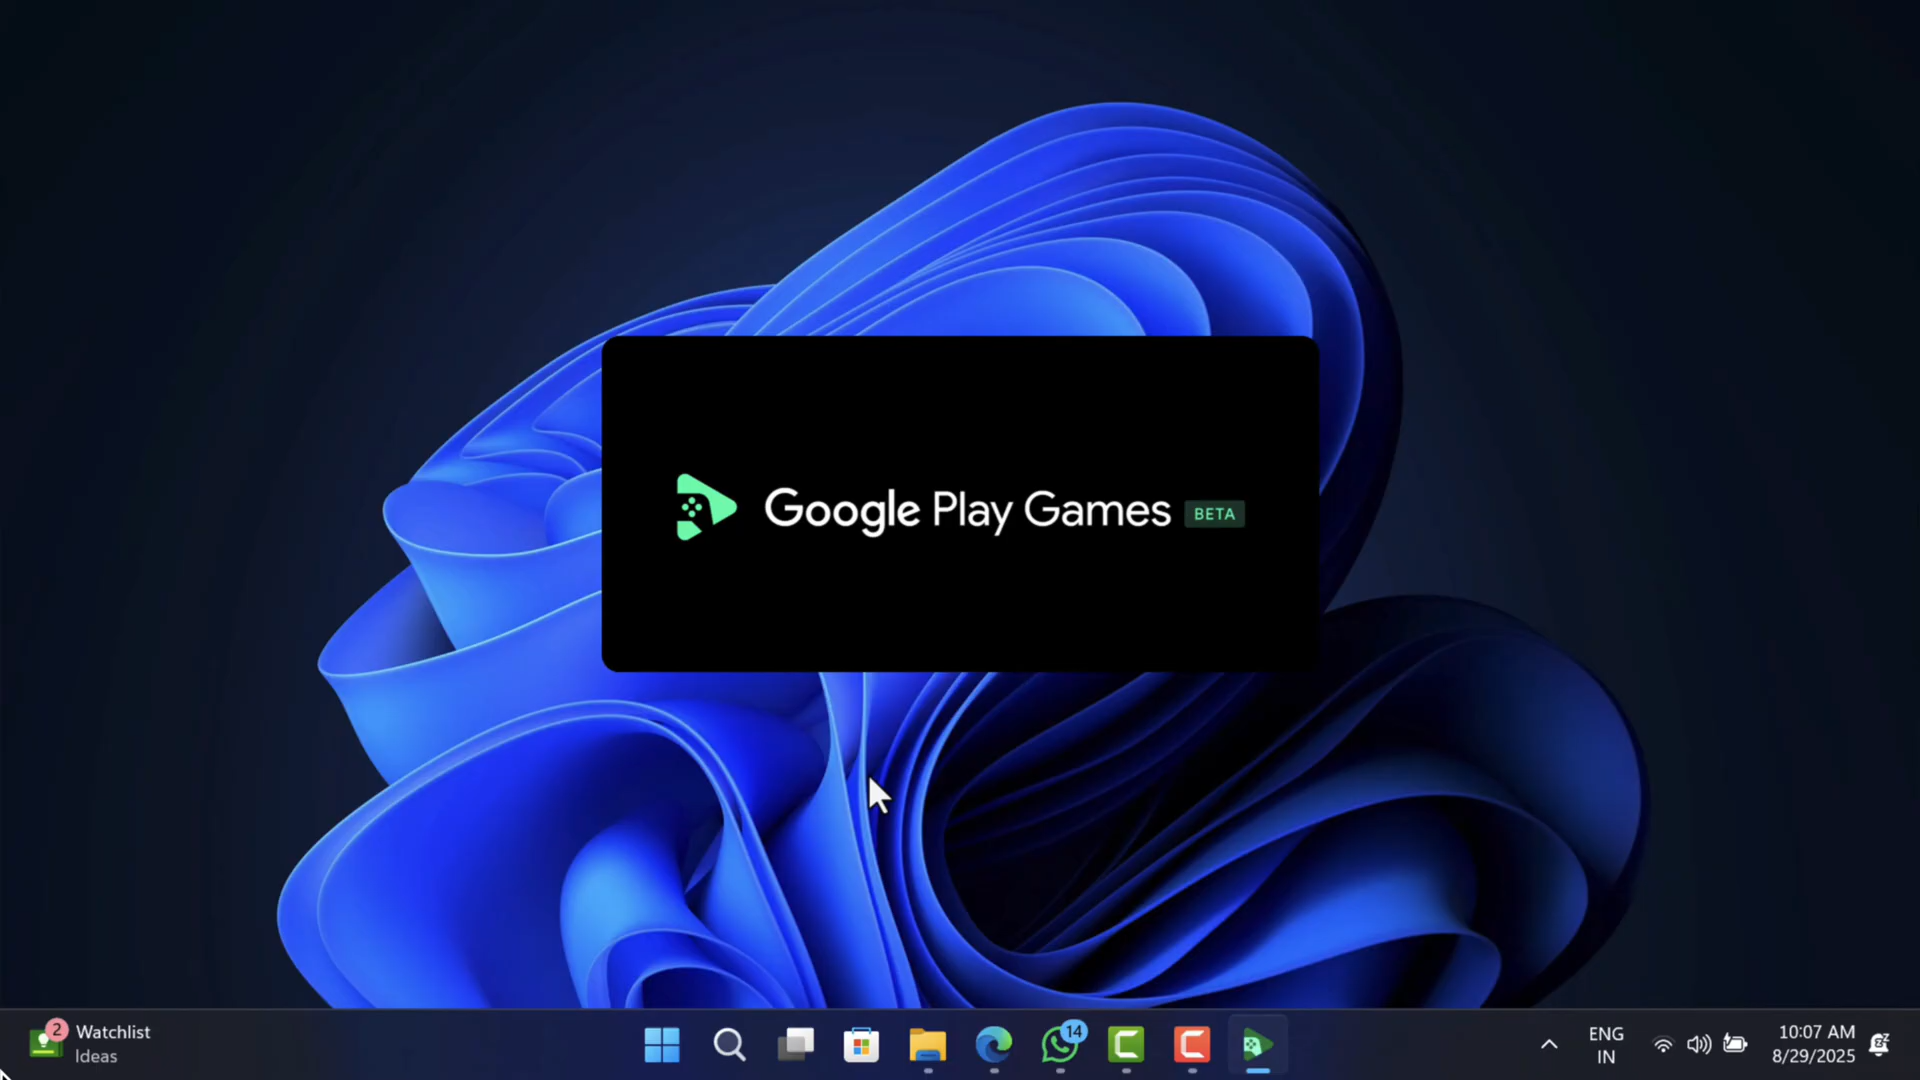 Google Play Games BETA
2
Watchlist
Ideas
14
ENG
IN
10:07 AM
8/29/2025